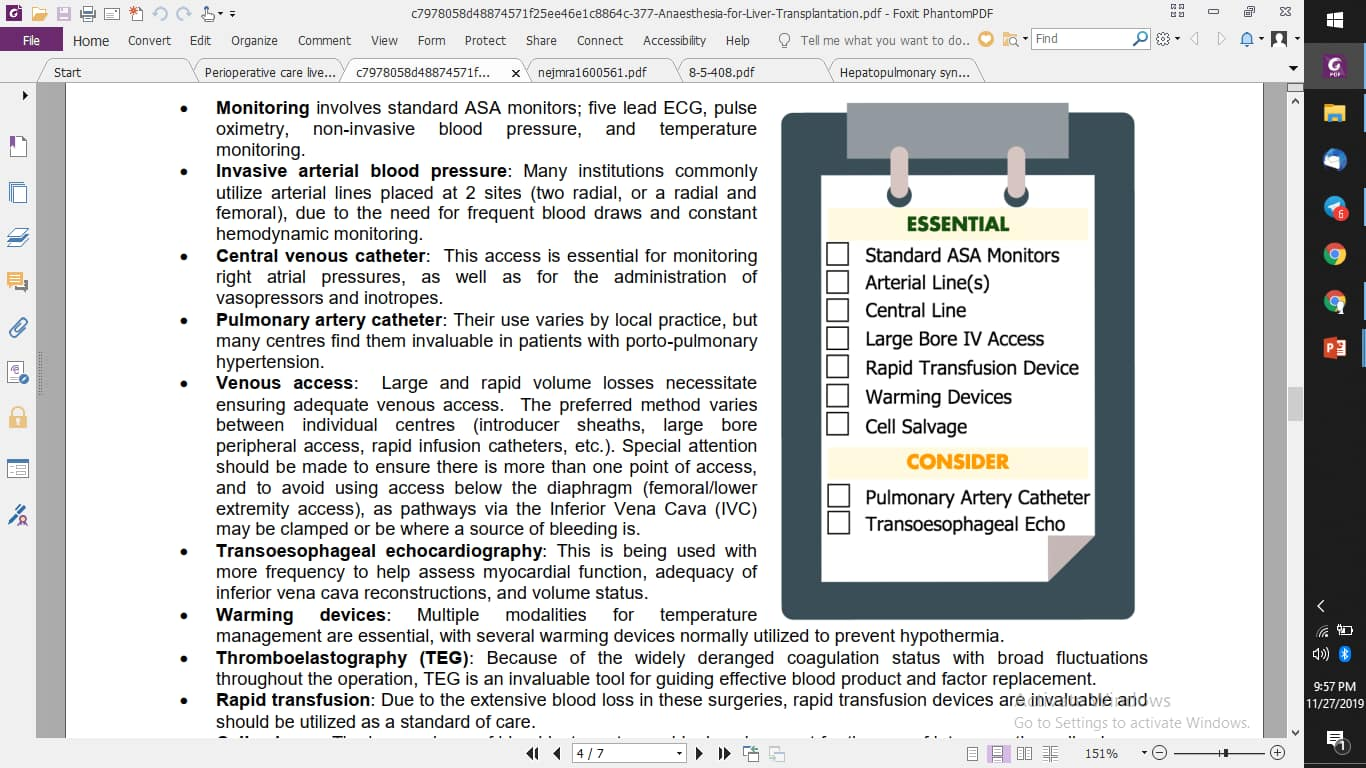 c7978058d48874571f25ee46e1c8864c-377-Anaesthesia-for-Liver-Transplantation.pdf - Foxit PhantomPDF
File Home Convert Edit Organize Comment View Form Protect Share Connect Accessibility Help Tell me what you want to do.. Find
Start Perioperative care live... c7978058d48874571f... nejmra1600561.pdf 8-5-408.pdf Hepatopulmonary syn...
• Monitoring involves standard ASA monitors; five lead ECG, pulse
oximetry, non-invasive blood pressure, and temperature
monitoring.
• Invasive arterial blood pressure: Many institutions commonly
utilize arterial lines placed at 2 sites (two radial, or a radial and
femoral), due to the need for frequent blood draws and constant
hemodynamic monitoring.
• Central venous catheter: This access is essential for monitoring
right atrial pressures, as well as for the administration of
vasopressors and inotropes.
• Pulmonary artery catheter: Their use varies by local practice, but
many centres find them invaluable in patients with porto-pulmonary
hypertension.
• Venous access: Large and rapid volume losses necessitate
ensuring adequate venous access. The preferred method varies
between individual centres (introducer sheaths, large bore
peripheral access, rapid infusion catheters, etc.). Special attention
should be made to ensure there is more than one point of access,
and to avoid using access below the diaphragm (femoral/lower
extremity access), as pathways via the Inferior Vena Cava (IVC)
may be clamped or be where a source of bleeding is.
• Transoesophageal echocardiography: This is being used with
more frequency to help assess myocardial function, adequacy of
inferior vena cava reconstructions, and volume status.
• Warming devices: Multiple modalities for temperature
management are essential, with several warming devices normally utilized to prevent hypothermia.
• Thromboelastography (TEG): Because of the widely deranged coagulation status with broad fluctuations
throughout the operation, TEG is an invaluable tool for guiding effective blood product and factor replacement.
• Rapid transfusion: Due to the extensive blood loss in these surgeries, rapid transfusion devices are invaluable and
should be utilized as a standard of care.
ESSENTIAL
Standard ASA Monitors
Arterial Line(s)
Central Line
Large Bore IV Access
Rapid Transfusion Device
Warming Devices
Cell Salvage
CONSIDER
Pulmonary Artery Catheter
Transoesophageal Echo
Activate Windows
Go to Settings to activate Windows.
4 / 7
151%
6
9:57 PM
11/27/2019
1